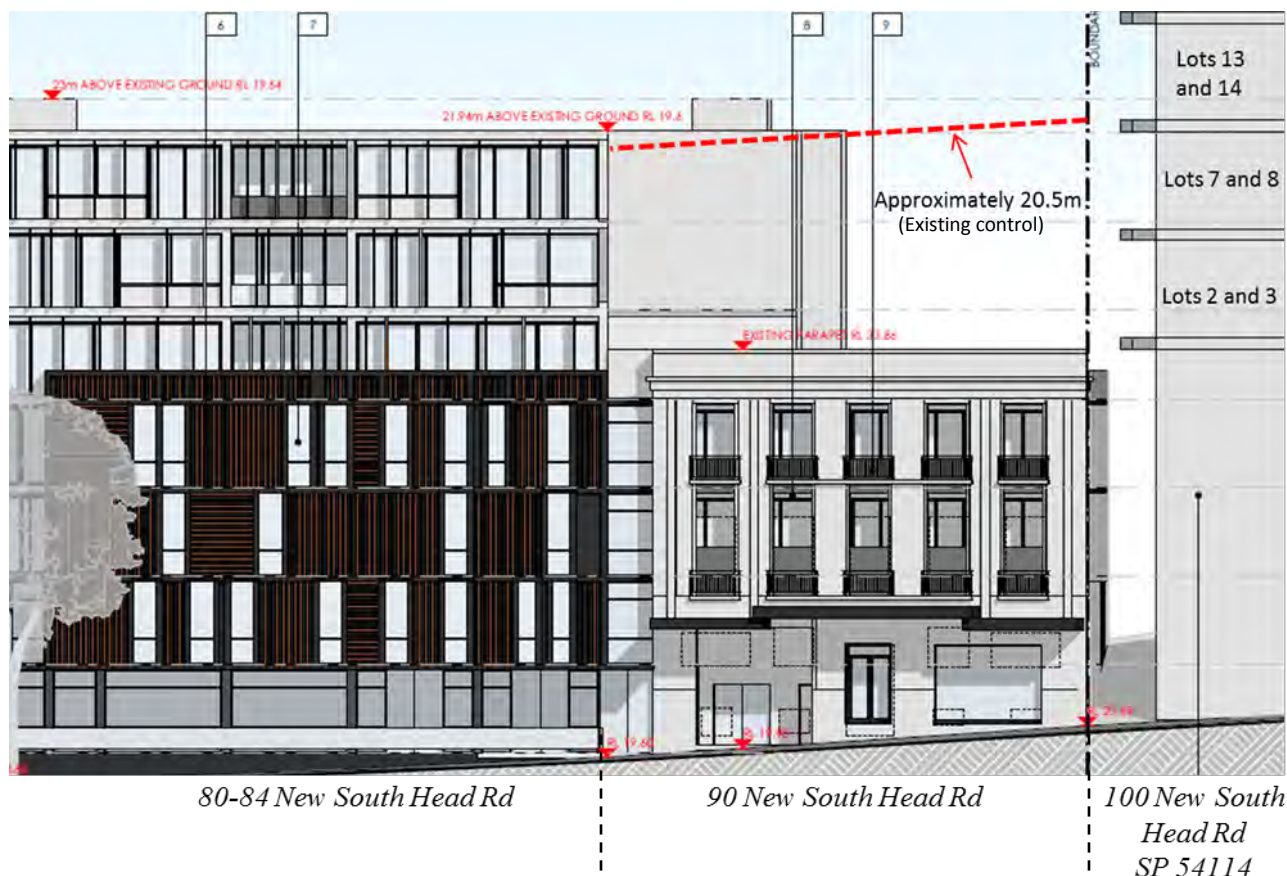 6
7
8
9
BOUNDAR
23m ABOVE EXISTING GROUND RL 19.64
21.94m ABOVE EXISTING GROUND RL 19.6
Lots 13
and 14
Approximately 20.5m
(Existing control)
Lots 7 and 8
Lots 2 and 3
EXISTING PARAPET RL
RL 19.60
RL
80-84 New South Head Rd
90 New South Head Rd
100 New South
Head Rd
SP 54114